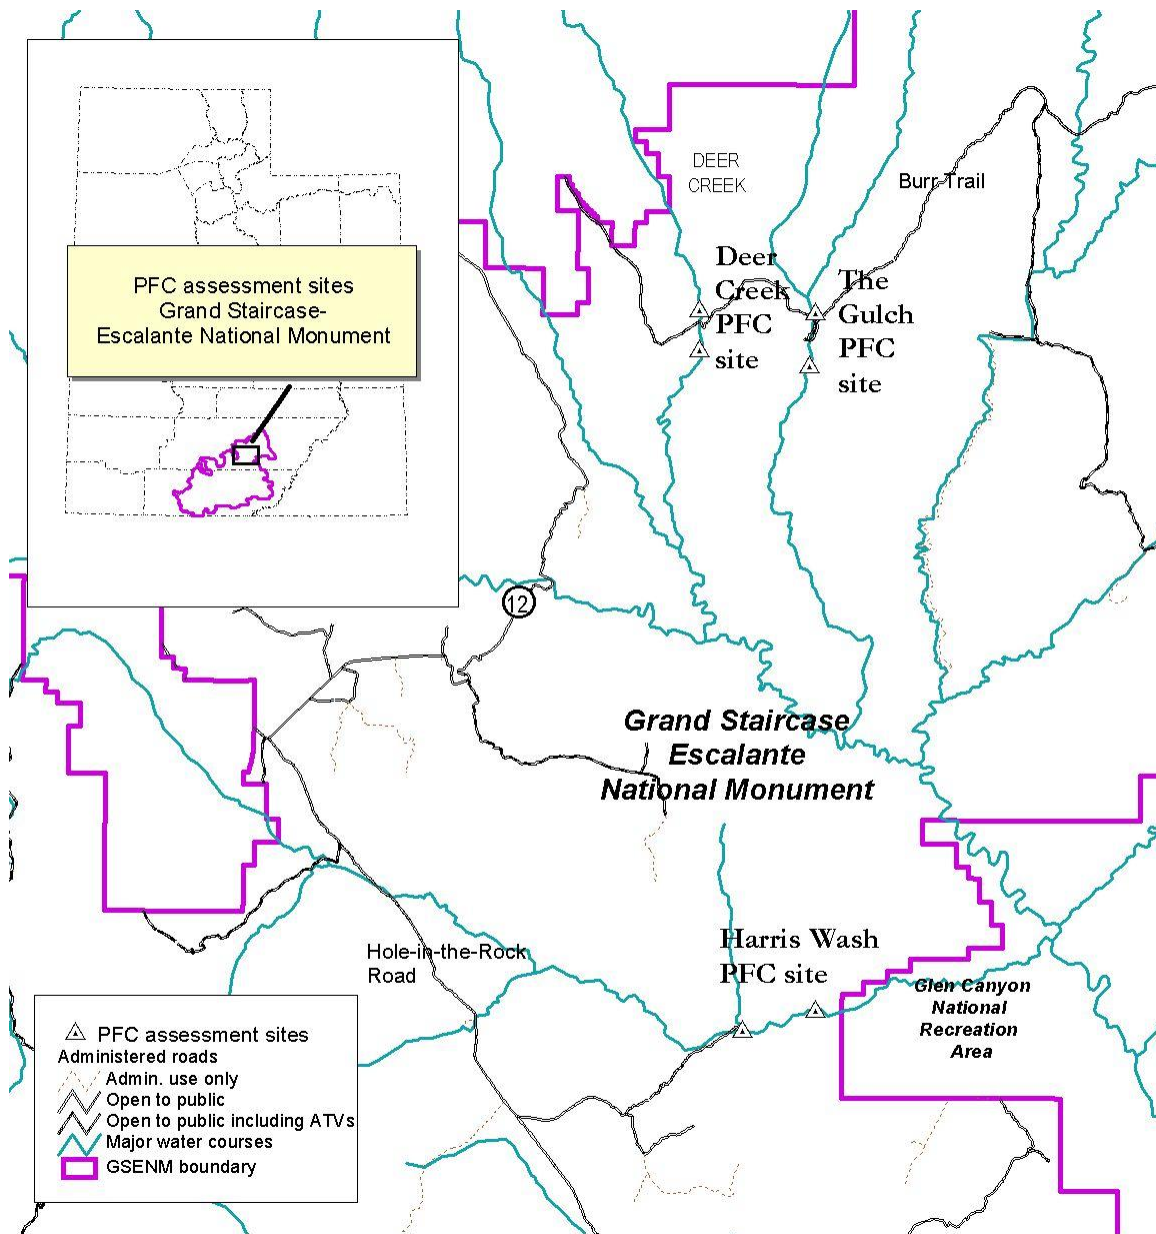 PFC assessment sites
Grand Staircase-
Escalante National Monument
DEER
CREEK
Burr Trail
Deer
Creek
PFC
site
The
Gulch
PFC
site
12
Grand Staircase
Escalante
National Monument
Harris Wash
PFC site
Hole-in-the-Rock
Road
Glen Canyon
National
Recreation
Area
PFC assessment sites
Administered roads
Admin. use only
Open to public
Open to public including ATVs
Major water courses
GSENM boundary